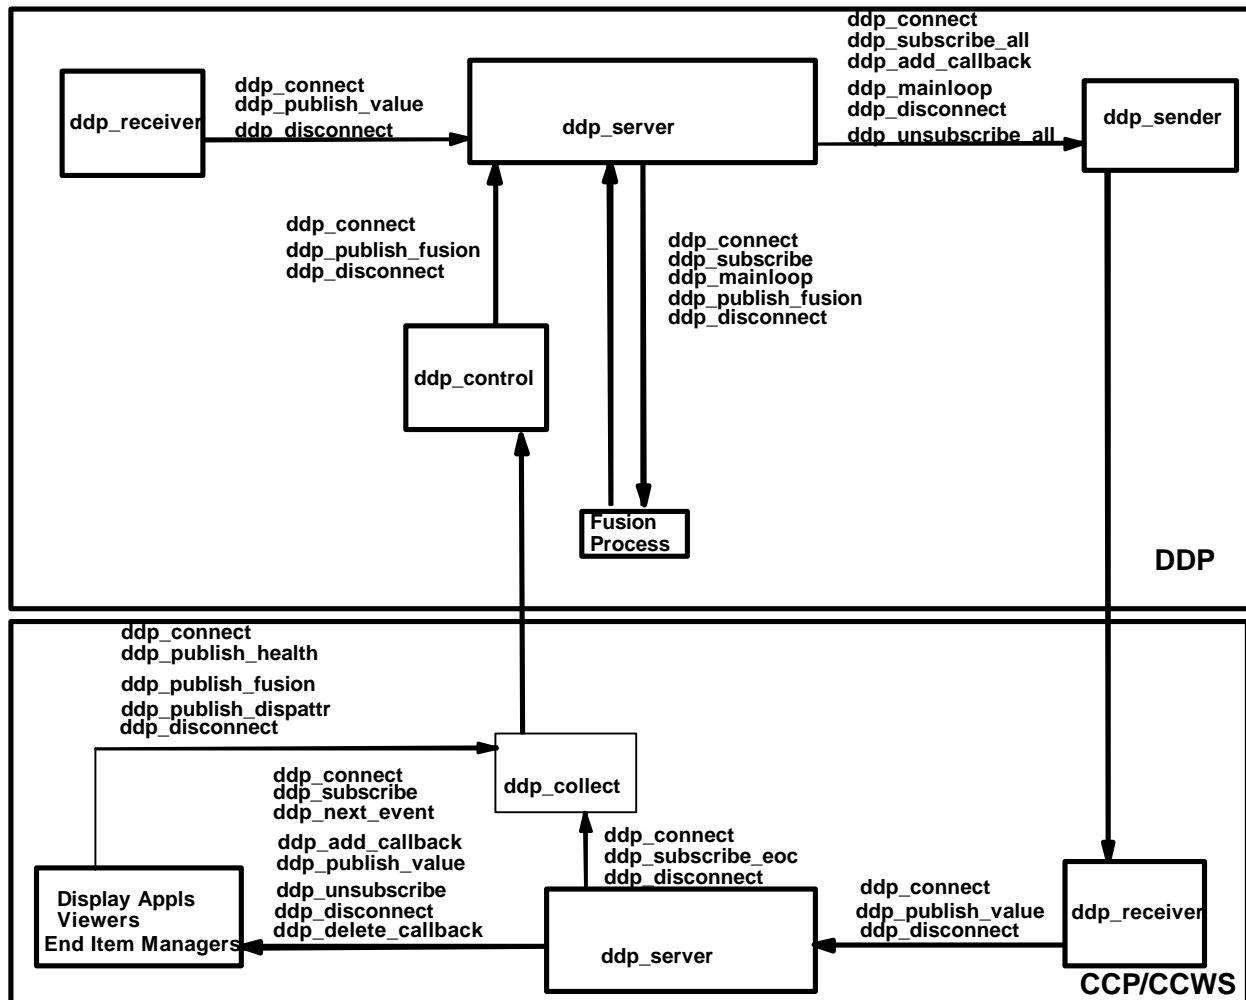 ddp_connect
ddp_subscribe_all
ddp_add_callback
ddp_mainloop
ddp_disconnect
ddp_unsubscribe_all
ddp_connect
ddp_publish_value
ddp_disconnect
ddp_receiver
ddp_server
ddp_sender
ddp_connect
ddp_publish_fusion
ddp_disconnect
ddp_connect
ddp_subscribe
ddp_mainloop
ddp_publish_fusion
ddp_disconnect
ddp_control
Fusion
Process
DDP
ddp_connect
ddp_publish_health
ddp_publish_fusion
ddp_publish_dispattr
ddp_disconnect
ddp_collect
ddp_connect
ddp_subscribe
ddp_next_event
ddp_add_callback
ddp_publish_value
ddp_unsubscribe
ddp_disconnect
ddp_delete_callback
ddp_connect
ddp_subscribe_eoc
ddp_disconnect
Display Appls
Viewers
End Item Managers
ddp_server
ddp_connect
ddp_publish_value
ddp_disconnect
ddp_receiver
CCP/CCWS